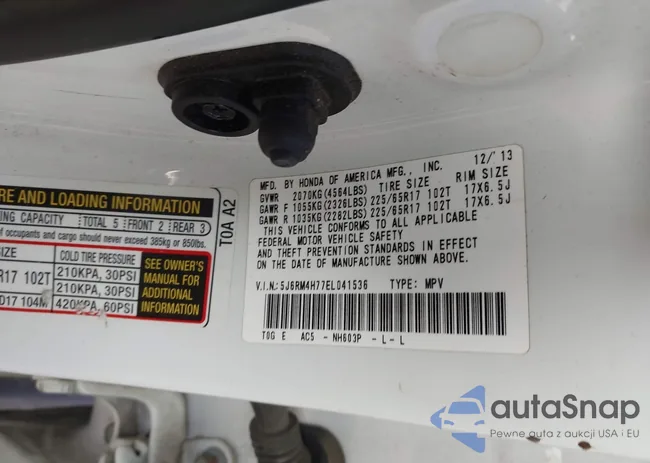 RE AND LOADING INFORMATION
ING CAPACITY TOTAL 5 FRONT 2 REAR 3
of occupants and cargo should never exceed 385kg or 850lbs.
SIZE COLD TIRE PRESSURE
R17 102T 210KPA, 30PSI
210KPA, 30PSI
D17 104M 420KPA, 60PSI
SEE OWNER'S
MANUAL FOR
ADDITIONAL
INFORMATION
T0A A2
MFD. BY HONDA OF AMERICA MFG., INC. 12/'13
GVWR 2070KG(4564LBS) TIRE SIZE RIM SIZE
GAWR F 1055KG(2326LBS) 225/65R17 102T 17X6.5J
GAWR R 1035KG(2282LBS) 225/65R17 102T 17X6.5J
THIS VEHICLE CONFORMS TO ALL APPLICABLE
FEDERAL MOTOR VEHICLE SAFETY
AND THEFT PREVENTION STANDARDS IN EFFECT
ON THE DATE OF MANUFACTURE SHOWN ABOVE.
V.I.N: 5J6RM4H77EL041536 TYPE: MPV
T0G E AC5 - NH603P - L - L
autaSnap
Pewne auta z aukcji USA i EU